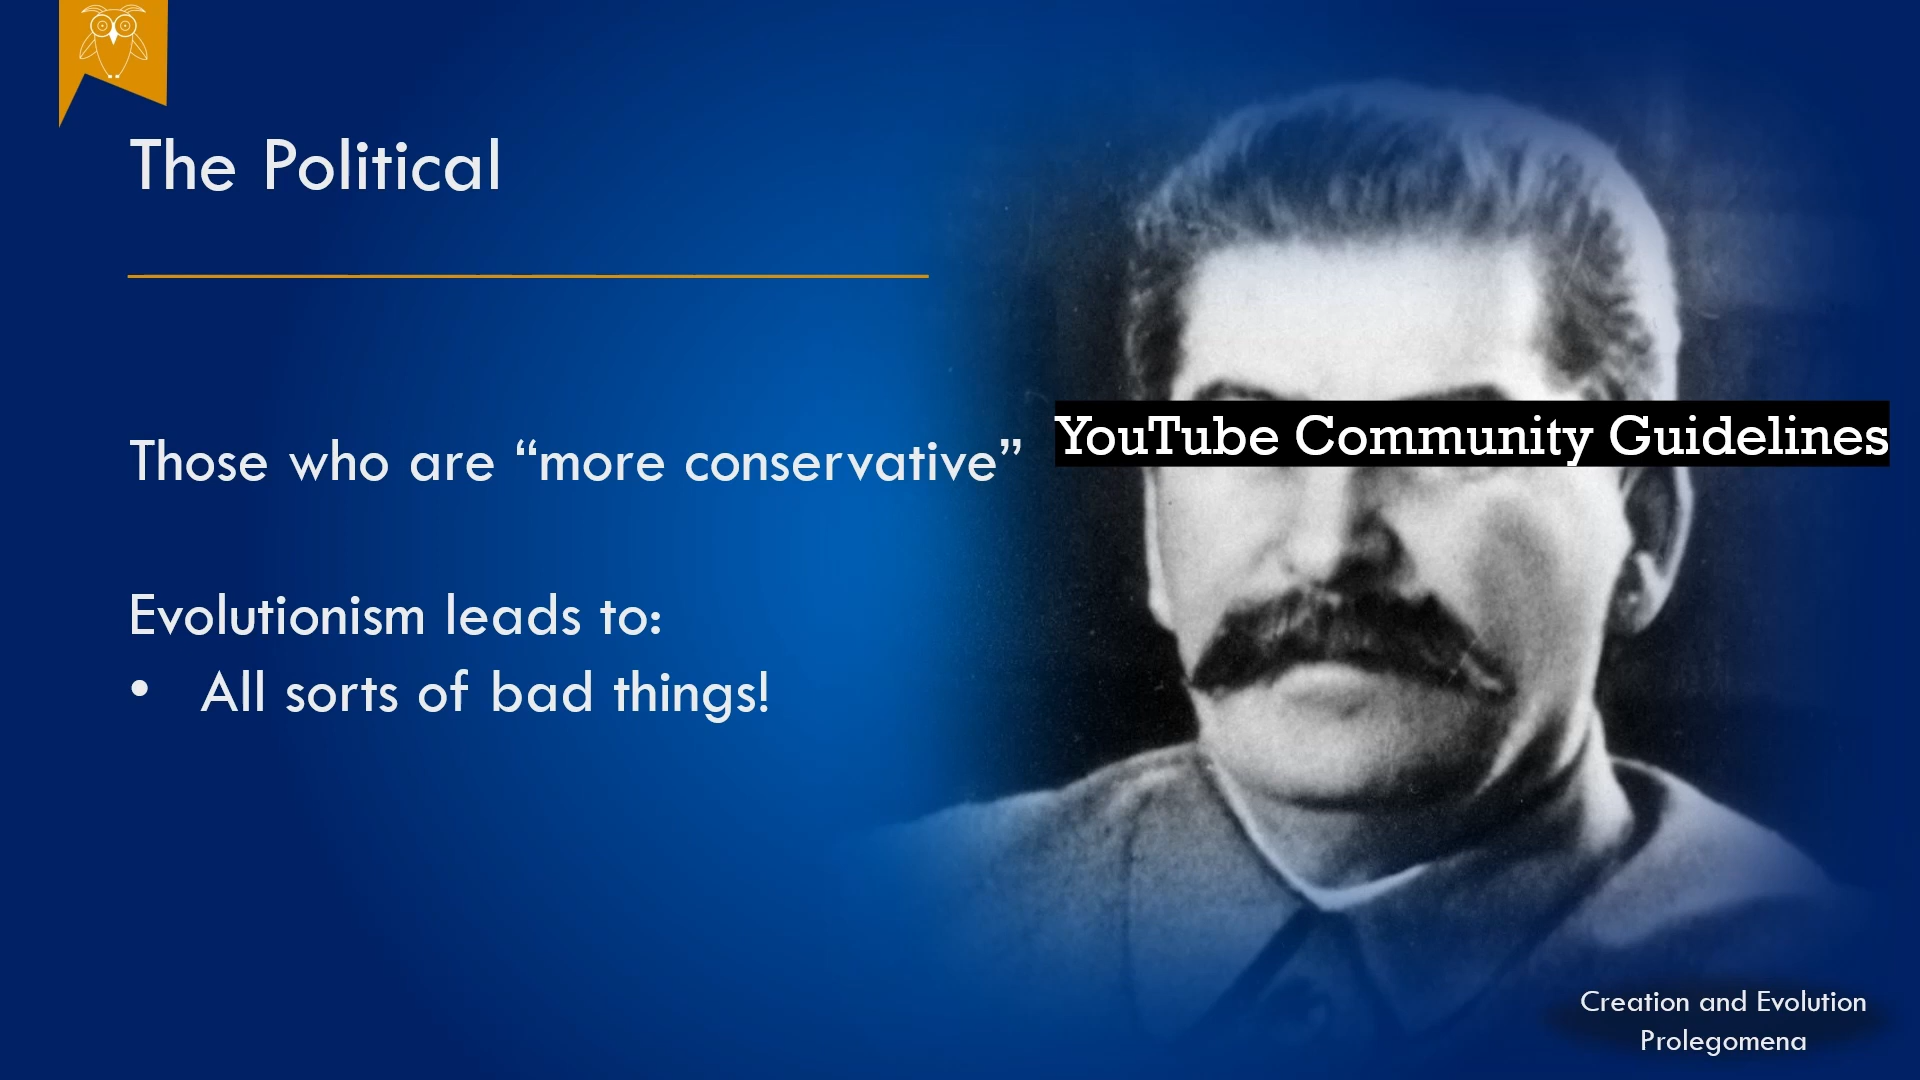 The Political
Those who are “more conservative”
YouTube Community Guidelines
Evolutionism leads to:
• All sorts of bad things!
Creation and Evolution
Prolegomena